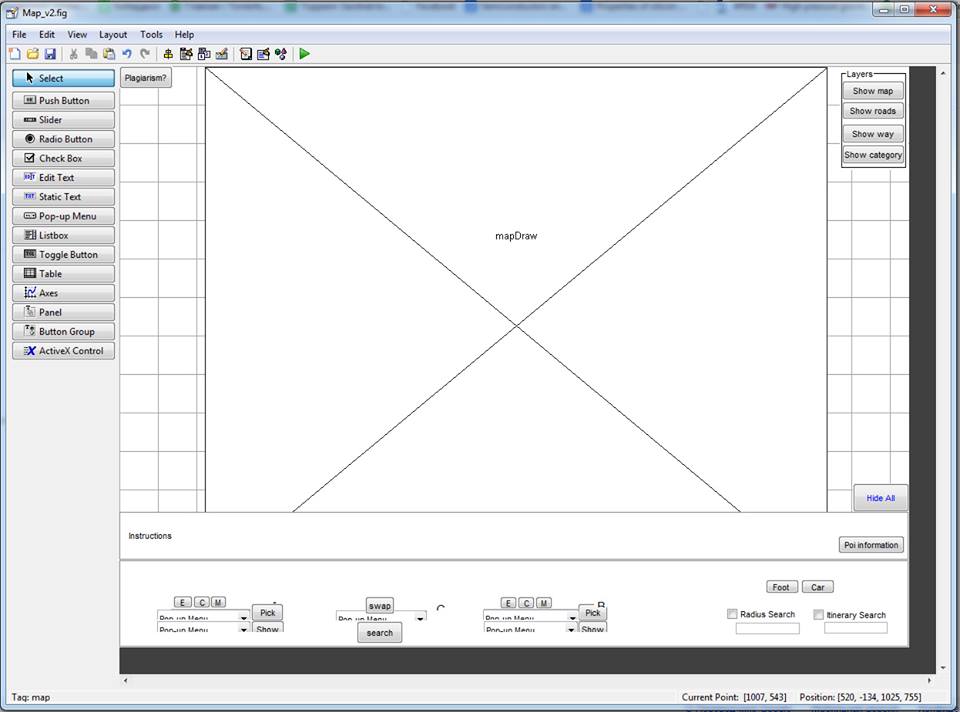 Map_v2.fig
File Edit View Layout Tools Help
Select
Push Button
Slider
Radio Button
Check Box
Edit Text
Static Text
Pop-up Menu
Listbox
Toggle Button
Table
Axes
Panel
Button Group
ActiveX Control
Plagiarism?
mapDraw
Layers
Show map
Show roads
Show way
Show category
Hide All
Instructions
Poi information
Foot Car
E C M swap C E C M B
Pop-up Menu Pick Pop-up Menu Pop-up Menu Pick
Radius Search Itinerary Search
Pop-up Menu Show search Pop-up Menu Show
Tag: map Current Point: [1007, 543] Position: [520, -134, 1025, 755]